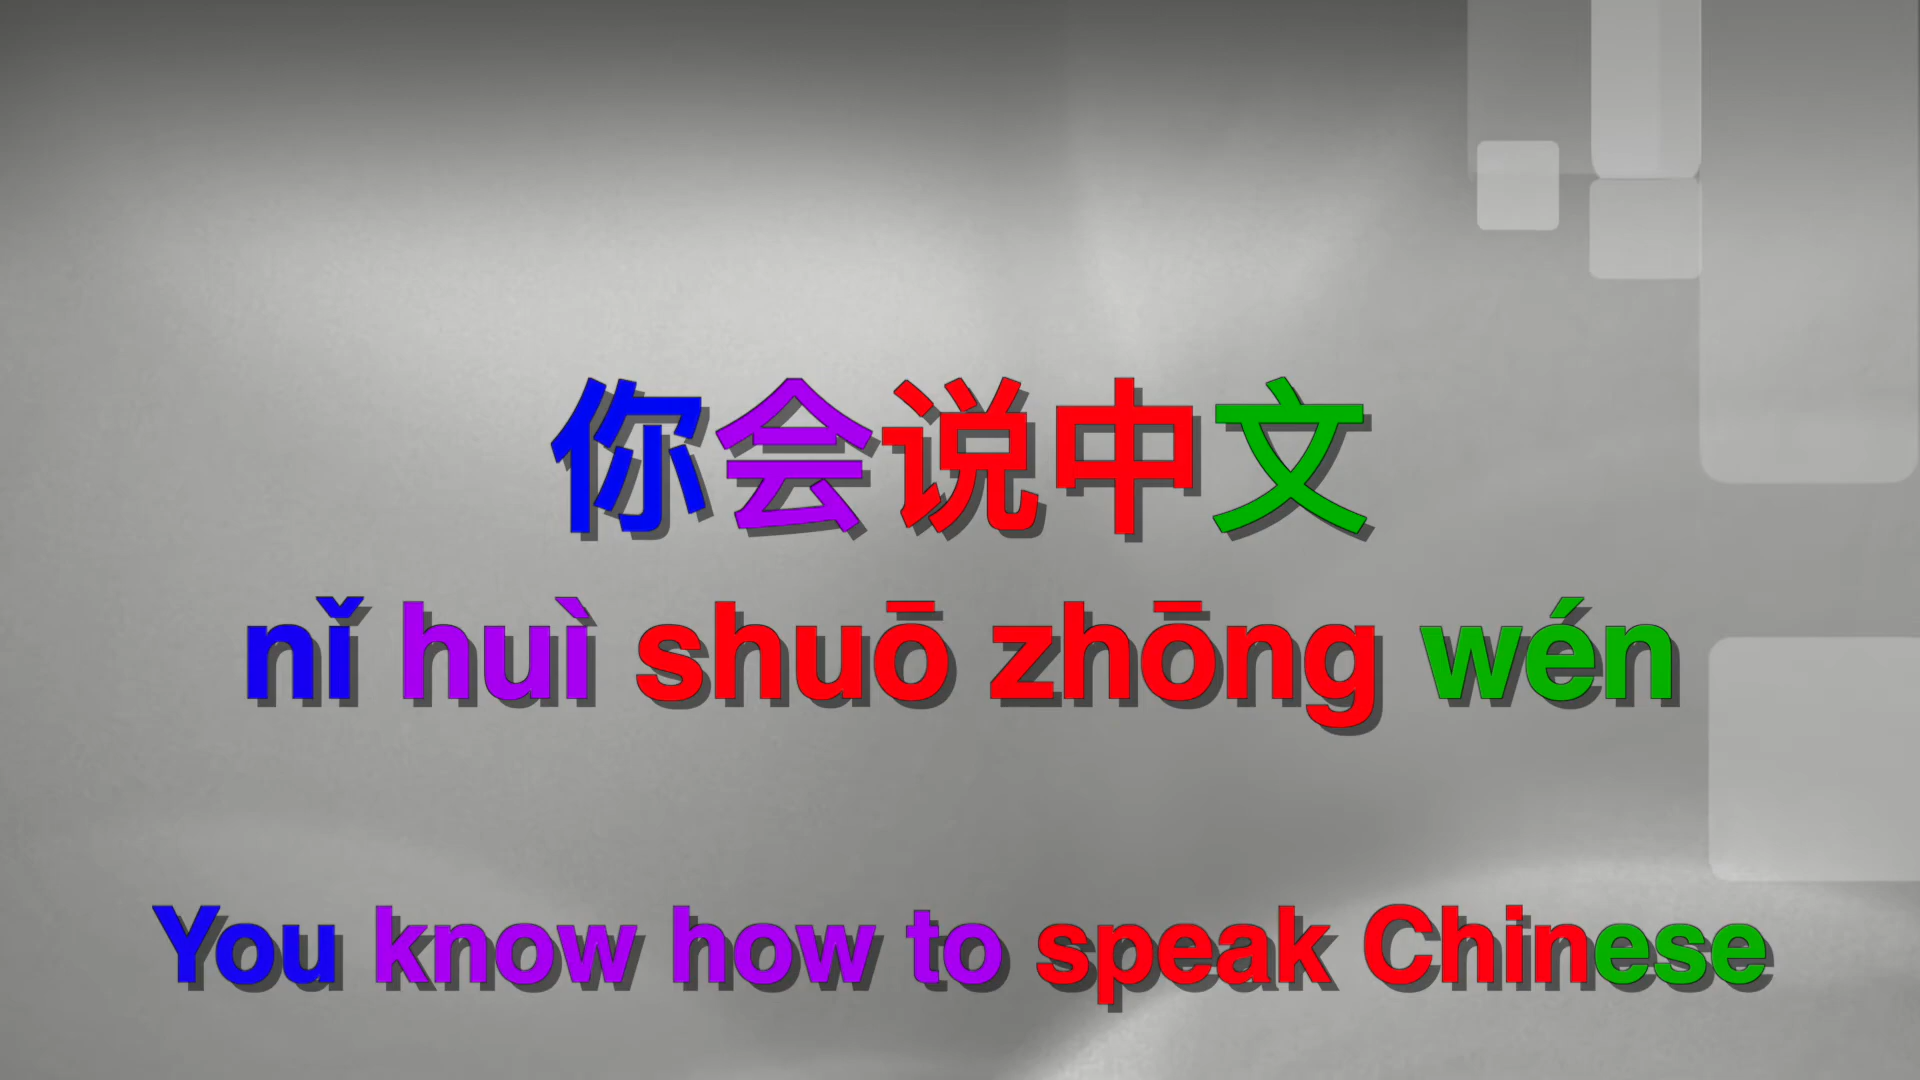 你会说中文
nǐ huì shuō zhōng wén
You know how to speak Chinese